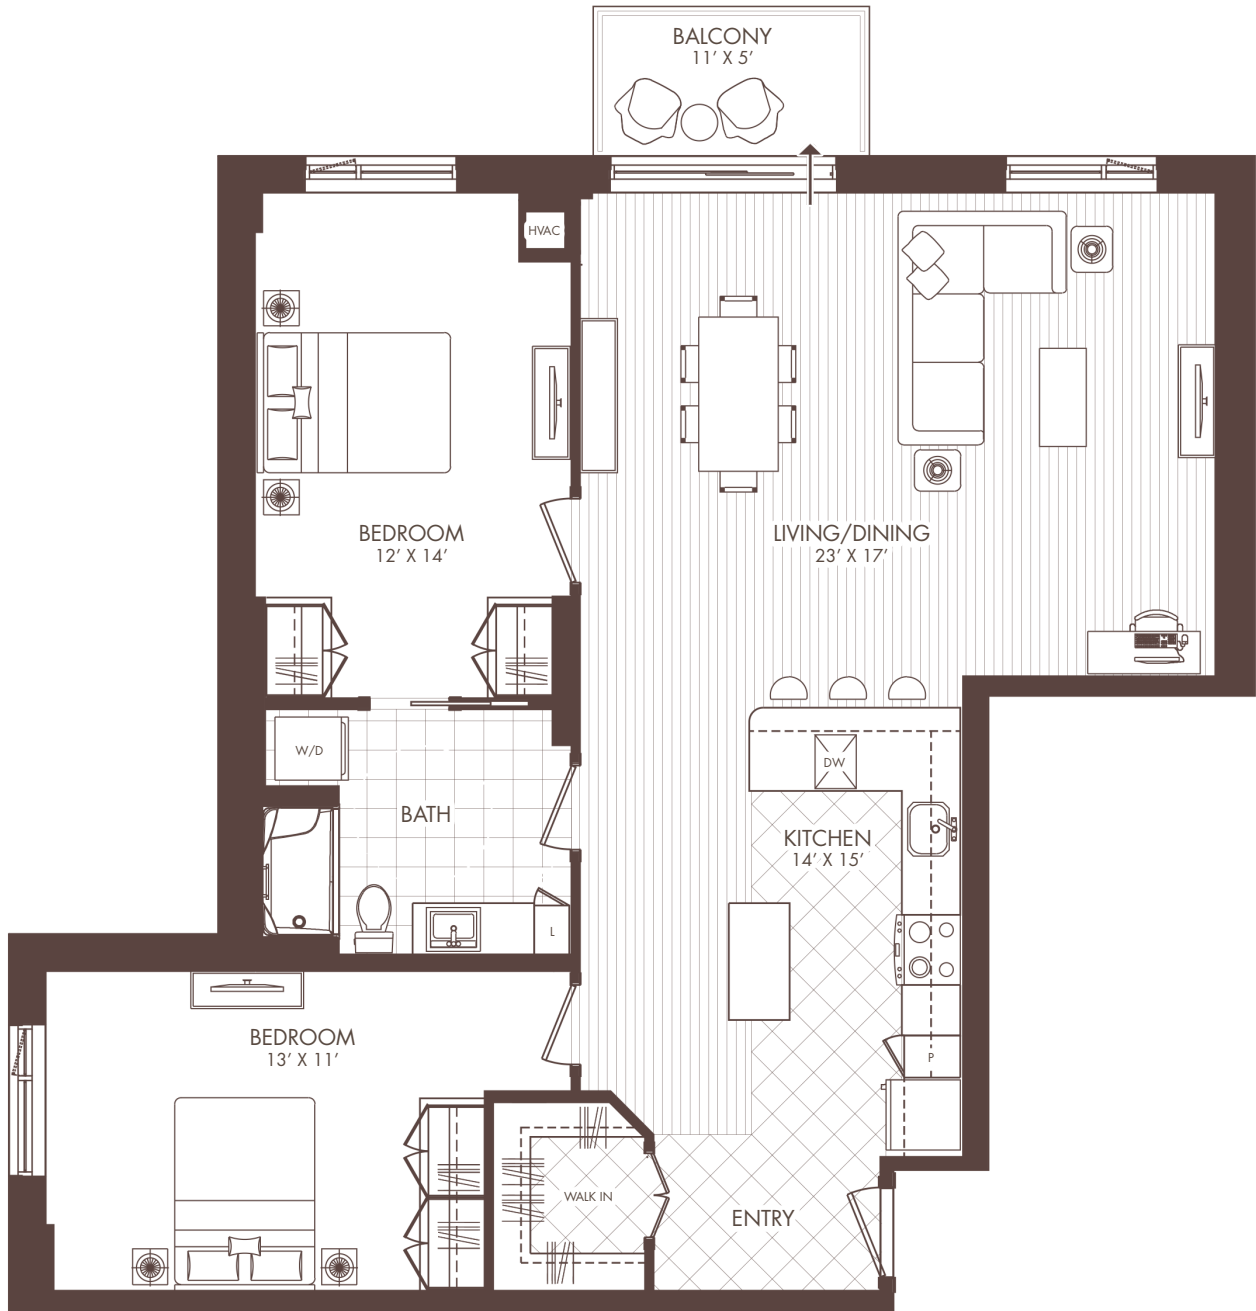 BALCONY
11’ X 5’
HVAC
BEDROOM
12’ X 14’
LIVING/DINING
23’ X 17’
W/D
DW
BATH
KITCHEN
14’ X 15’
L
BEDROOM
13’ X 11’
P
WALK IN
ENTRY